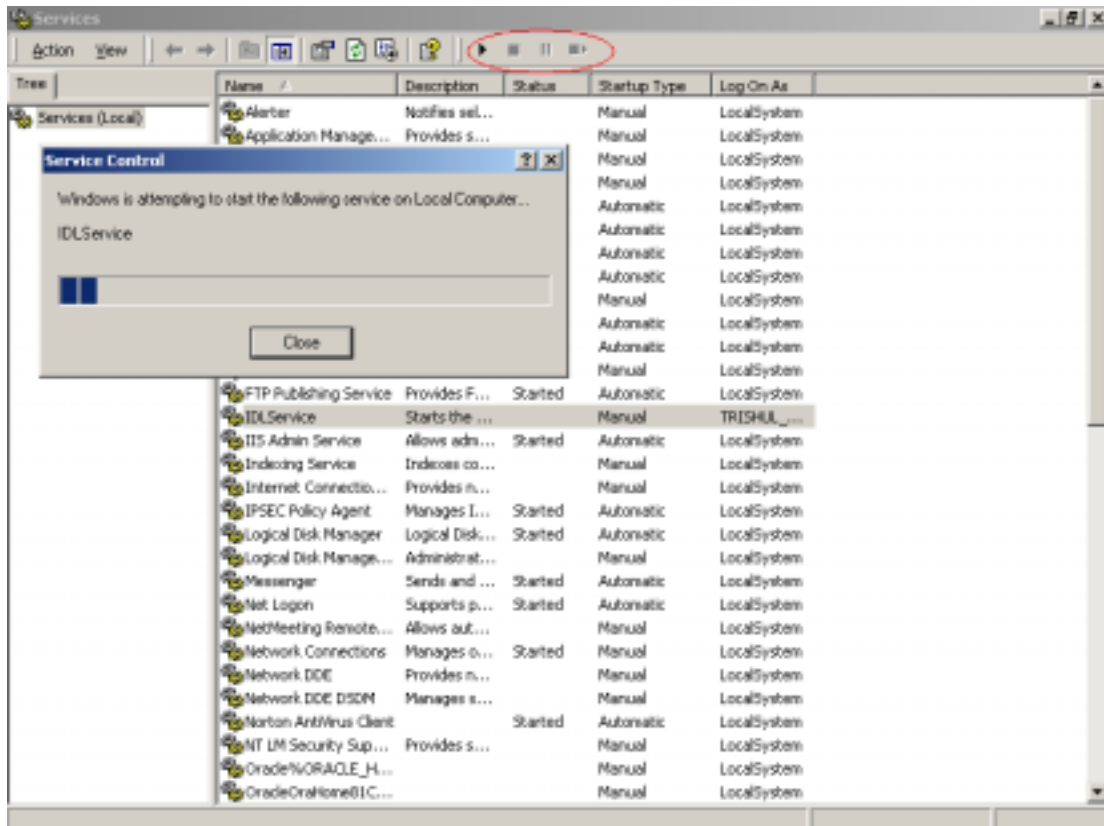 Services
Action View
Tree
Name Description Status Startup Type Log On As
Services (Local)
Alerter Notifies sel... Manual LocalSystem
Application Manage... Provides s... Manual LocalSystem
Manual LocalSystem
Manual LocalSystem
Automatic LocalSystem
Automatic LocalSystem
Automatic LocalSystem
Automatic LocalSystem
Manual LocalSystem
Automatic LocalSystem
Automatic LocalSystem
Manual LocalSystem
Service Control
Windows is attempting to start the following service on Local Computer...
IDLService
Close
FTP Publishing Service Provides F... Started Automatic LocalSystem
IDLService Starts the ... Manual TRISHUL_...
IIS Admin Service Allows adm... Started Automatic LocalSystem
Indexing Service Indexes co... Manual LocalSystem
Internet Connectio... Provides n... Manual LocalSystem
IPSEC Policy Agent Manages I... Started Automatic LocalSystem
Logical Disk Manager Logical Disk... Started Automatic LocalSystem
Logical Disk Manage... Administrat... Manual LocalSystem
Messenger Sends and ... Started Automatic LocalSystem
Net Logon Supports p... Started Automatic LocalSystem
NetMeeting Remote... Allows aut... Manual LocalSystem
Network Connections Manages o... Started Manual LocalSystem
Network DDE Provides n... Manual LocalSystem
Network DDE DSDM Manages s... Manual LocalSystem
Norton AntiVirus Client Started Automatic LocalSystem
NT LM Security Sup... Provides s... Manual LocalSystem
Oracle%ORACLE_H... Manual LocalSystem
OracleOraHome81C... Manual LocalSystem